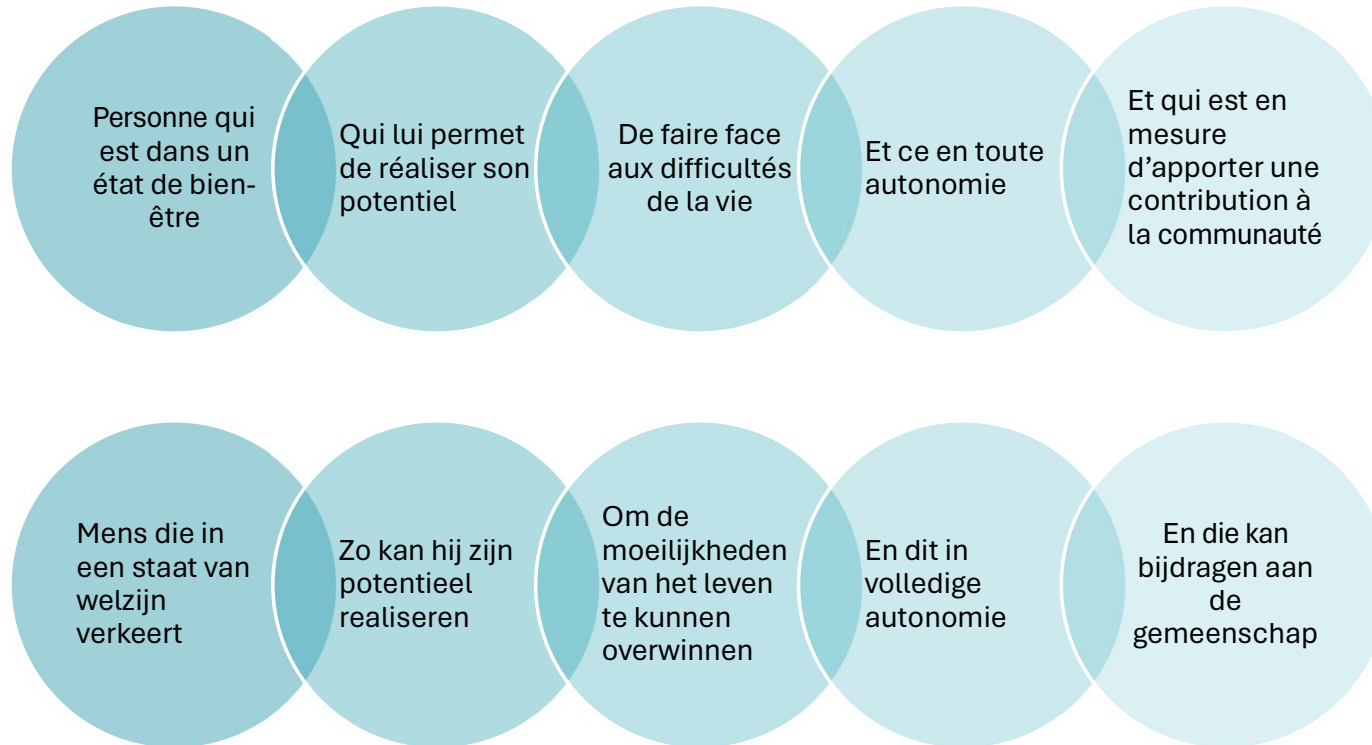 Personne qui
est dans un
état de bien-
être
Qui lui permet
de réaliser son
potentiel
De faire face
aux difficultés
de la vie
Et ce en toute
autonomie
Et qui est en
mesure
d’apporter une
contribution à
la communauté
Mens die in
een staat van
welzijn
verkeert
Zo kan hij zijn
potentieel
realiseren
Om de
moeilijkheden
van het leven
te kunnen
overwinnen
En dit in
volledige
autonomie
En die kan
bijdragen aan
de
gemeenschap